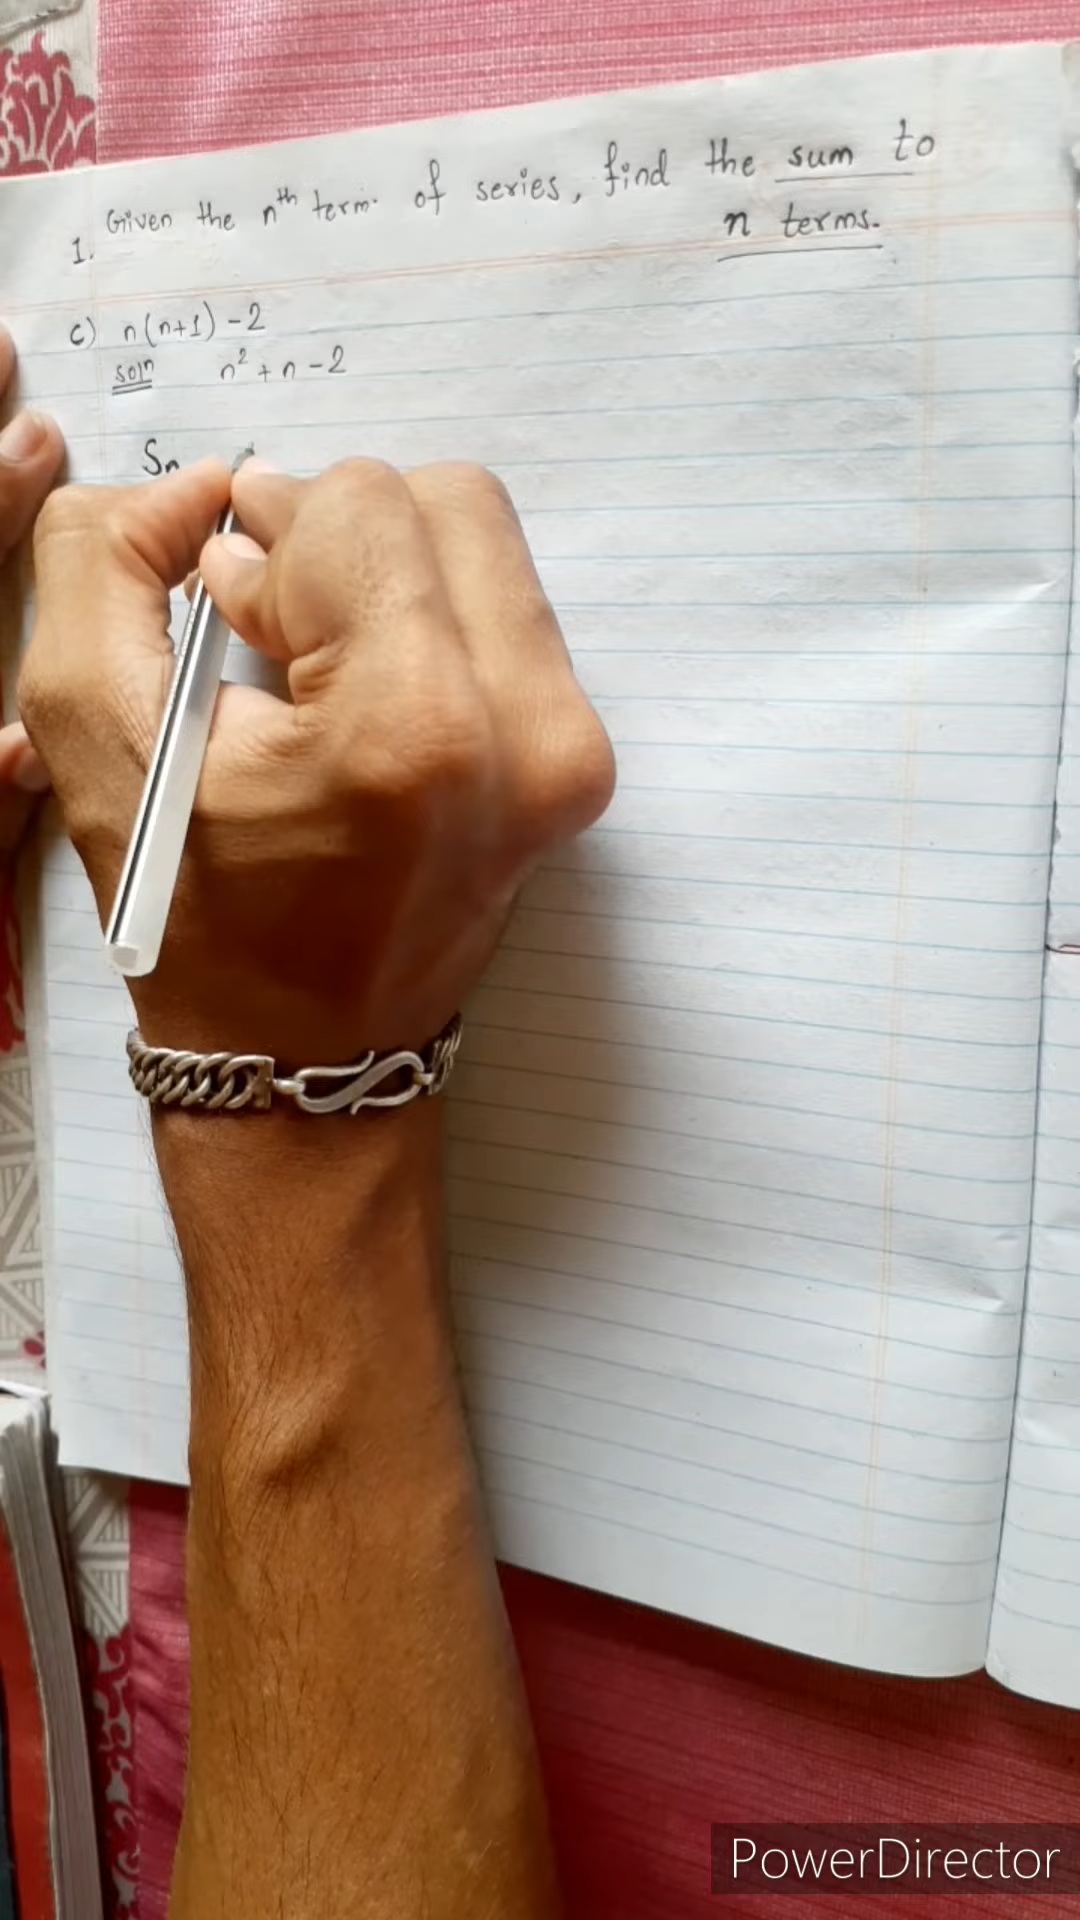 1. Given the nth term. of series, find the sum to
n terms.
c) n(n+1) - 2
soln n² + n - 2
Sn
PowerDirector